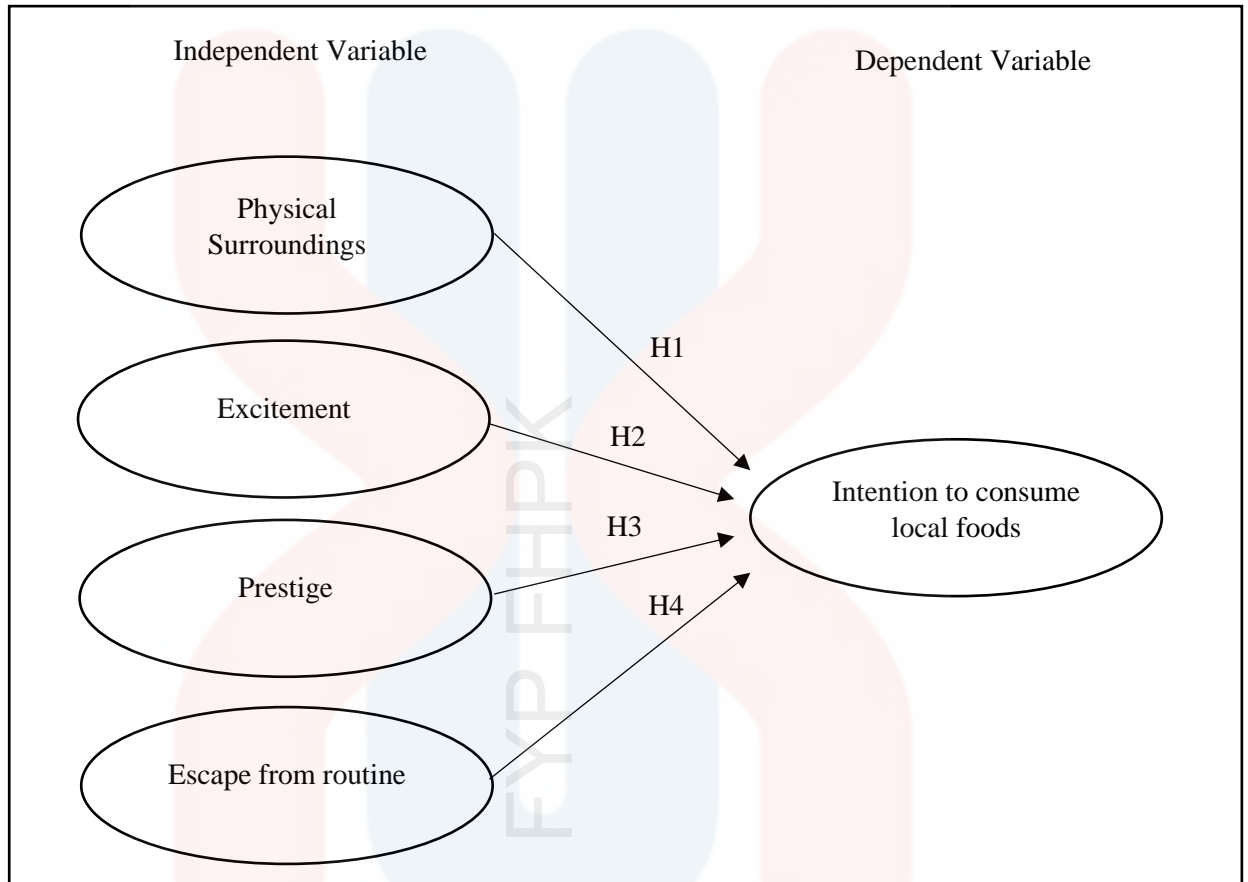 Independent Variable
Dependent Variable
Physical
Surroundings
H1
Excitement
H2
Intention to consume
local foods
Prestige
H3
H4
Escape from routine
FYP FHPK